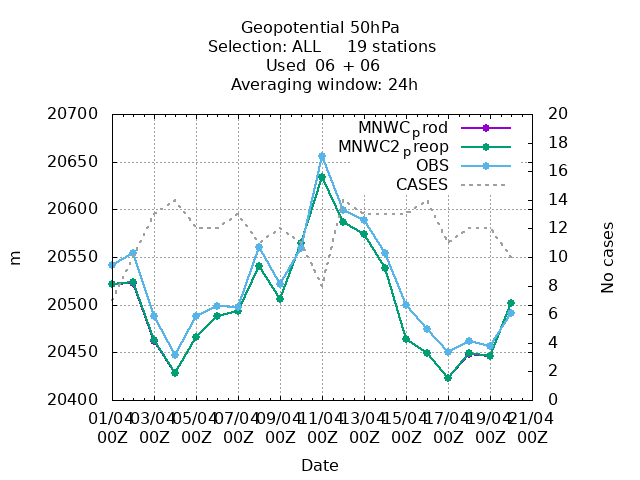 Geopotential 50hPa
Selection: ALL     19 stations
Used  06 + 06
Averaging window: 24h
20700
20650
20600
20550
20500
20450
20400
m
MNWCprod
MNWC2preop
OBS
CASES
20
18
16
14
12
10
8
6
4
2
0
No cases
01/04 03/04 05/04 07/04 09/04 11/04 13/04 15/04 17/04 19/04 21/04
00Z 00Z 00Z 00Z 00Z 00Z 00Z 00Z 00Z 00Z 00Z
Date